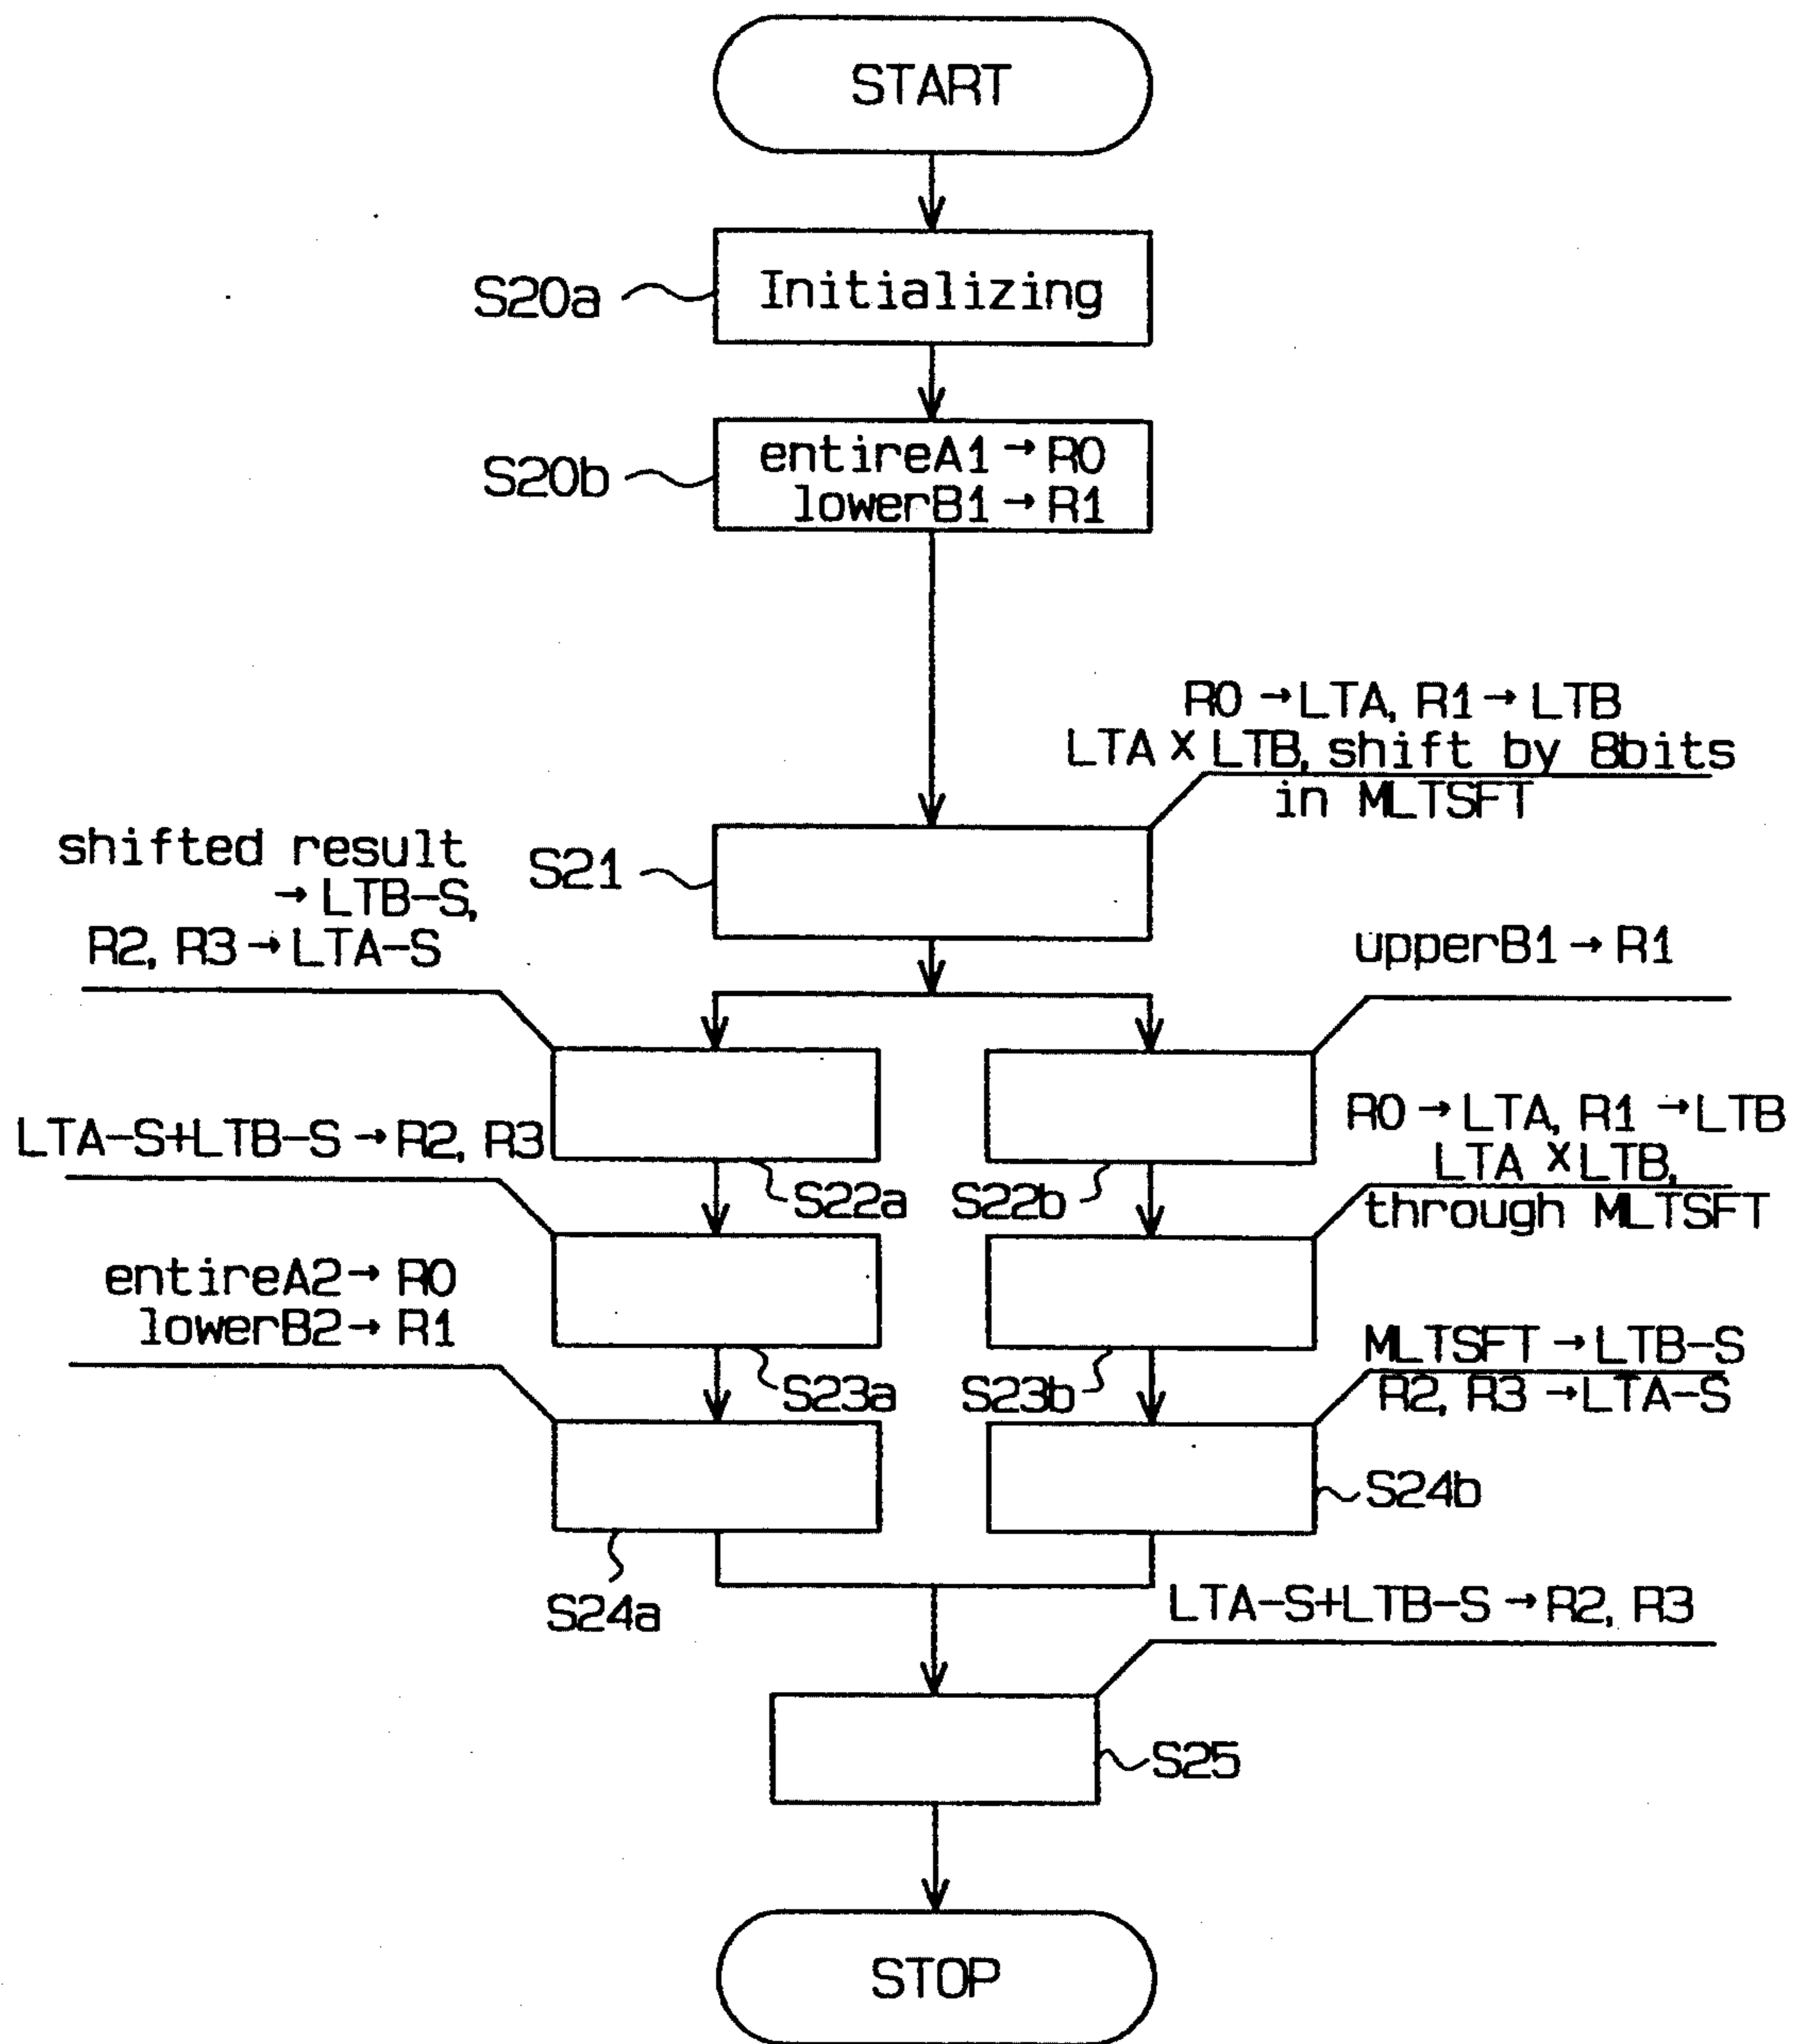 START
S20a
Initializing
S20b
entireA1→R0
lowerB1→R1
R0→LTA, R1→LTB
LTA×LTB, shift by 8bits
in MLTSFT
S21
shifted result
→LTB-S,
R2, R3→LTA-S
upperB1→R1
S22a
S22b
LTA-S+LTB-S→R2, R3
R0→LTA, R1→LTB
LTA×LTB,
through MLTSFT
S23a
S23b
entireA2→R0
lowerB2→R1
MLTSFT→LTB-S
R2, R3→LTA-S
S24a
S24b
LTA-S+LTB-S→R2, R3
S25
STOP